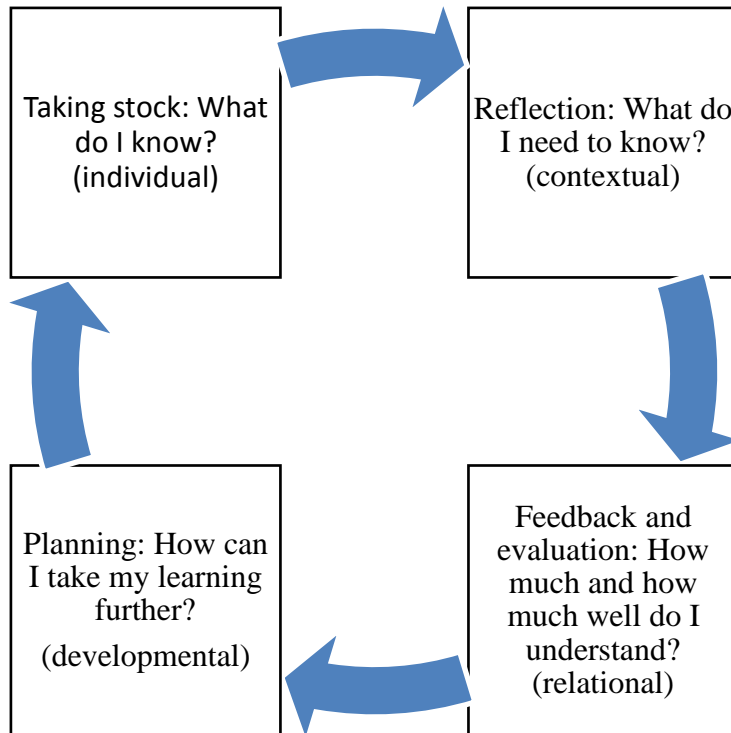 Taking stock: What
do I know?
(individual)
Reflection: What do
I need to know?
(contextual)
Feedback and
evaluation: How
much and how
much well do I
understand?
(relational)
Planning: How can
I take my learning
further?
(developmental)